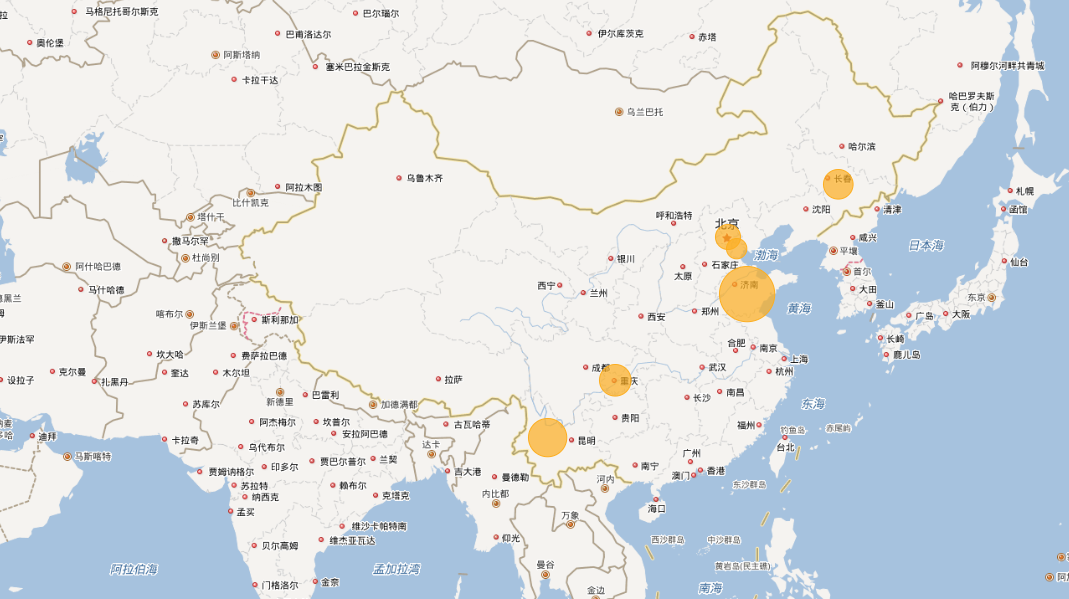 马格尼托哥尔斯克
巴尔瑙尔
奥伦堡
巴甫洛达尔
伊尔库茨克
赤塔
阿斯塔纳
塞米巴拉金斯克
阿穆尔河畔共青城
卡拉干达
哈巴罗夫斯
克（伯力）
乌兰巴托
哈尔滨
乌鲁木齐
长春
阿拉木图
札幌
比什凯克
沈阳
清津
函馆
塔什干
呼和浩特
北京
撒马尔罕
咸兴
日本海
杜尚别
平壤
渤海
银川
石家庄
仙台
阿什哈巴德
太原
首尔
西宁
济南
马什哈德
兰州
大田
东京
喀布尔
斯利那加
西安
郑州
黄海
釜山
广岛
大阪
伊斯兰堡
伊斯法罕
长崎
合肥
南京
坎大哈
费萨拉巴德
上海
鹿儿岛
设拉子
克尔曼
扎黑丹
奎达
木尔坦
拉萨
成都
武汉
杭州
重庆
苏库尔
新德里
巴雷利
加德满都
长沙
南昌
东海
阿杰梅尔
坎普尔
古瓦哈蒂
贵阳
福州
钓鱼岛
赤尾屿
迪拜
卡拉奇
安拉阿巴德
达卡
昆明
台北
乌代布尔
马斯喀特
贾巴尔普尔
兰契
吉大港
南宁
广州
澳门
香港
贾姆讷格尔
印多尔
曼德勒
河内
东沙群岛
苏拉特
赖布尔
纳西克
克塔克
内比都
海口
孟买
万象
维沙卡帕特南
仰光
西沙群岛
中沙群岛
贝尔高姆
维杰亚瓦达
曼谷
黄岩岛(民主礁)
阿拉伯海
孟加拉湾
门格洛尔
金奈
金边
南海